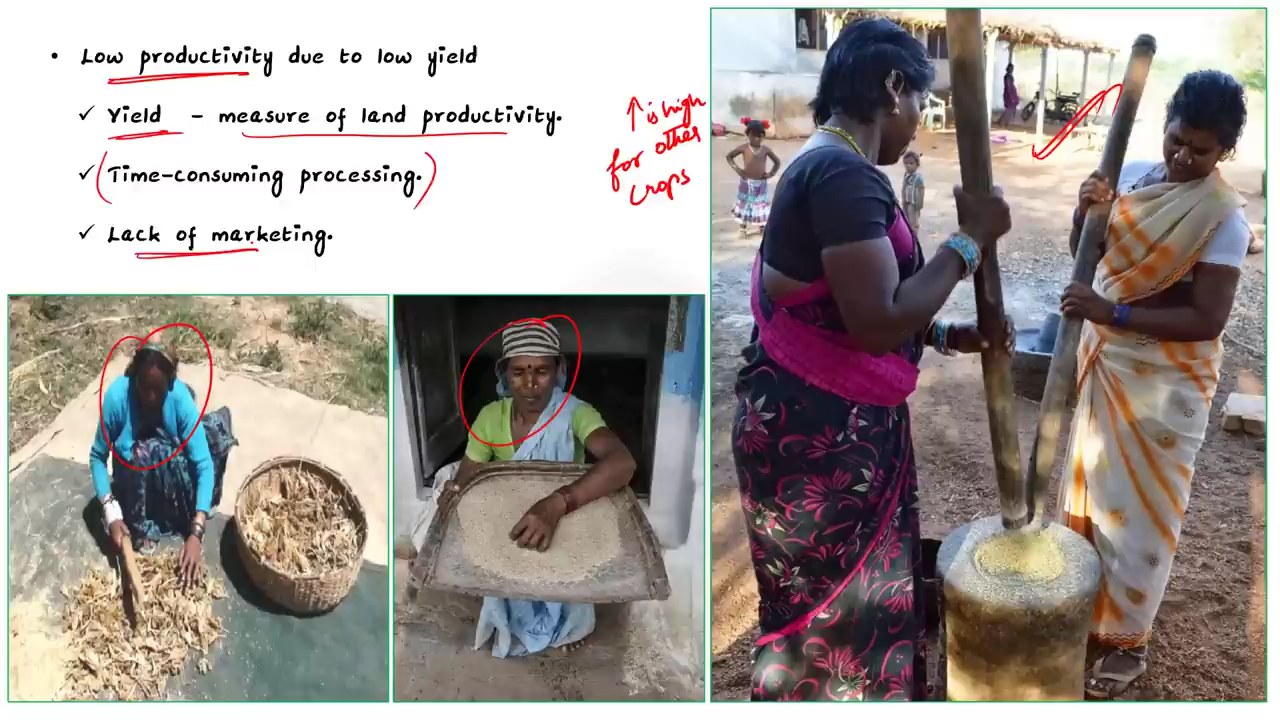 • Low productivity due to low yield
✓ Yield - measure of land productivity.
✓ Time-consuming processing.
✓ Lack of marketing.
↑ is high
for other
crops